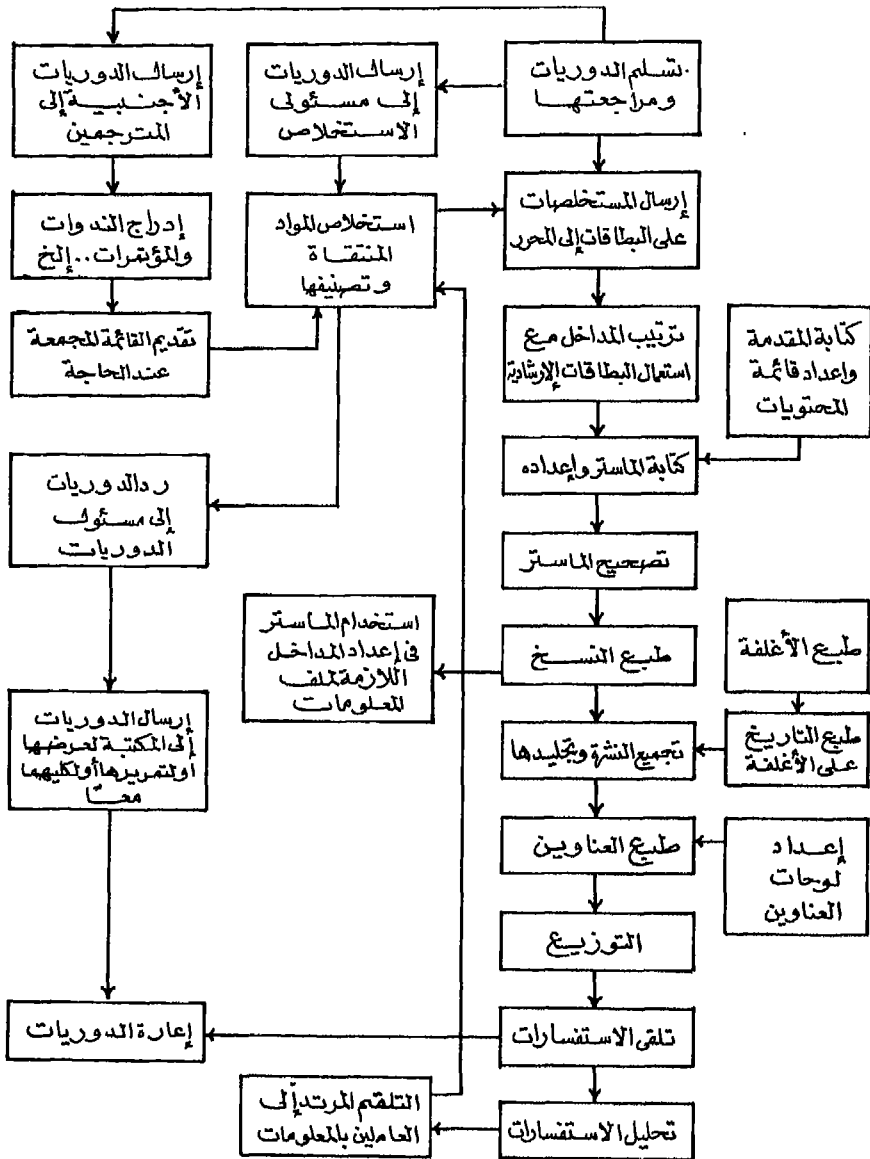 تسلم الدوريات
ومراجعتها
إرسال الدوريات
إلى مسئولى
الاستخلاص
إرسال الدوريات
الأجنبية إلى
المترجمين
إرسال المستخلصات
على البطاقات إلى المحرر
استخلاص المواد
المنتقاة
وتصنيفها
إدراج الندوات
والمؤتمرات..إلخ
تقديم القائمة المجمعة
عند الحاجة
ترتيب المداخل مع
استعمال البطاقات الإرشادية
كتابة المقدمة
وإعداد قائمة
المحتويات
كتابة الماستر وإعداده
رد الدوريات
إلى مسئول
الدوريات
تصحيح الماستر
طبع النسخ
استخدام الماستر
فى إعداد المداخل
اللازمة لملف
المعلومات
طبع الأغلفة
طبع التاريخ
على الأغلفة
تجميع النشرة وتجليدها
إرسال الدوريات
إلى المكتبة لعرضها
أو لتمريرها أو لكليهما
معًا
طبع العناوين
إعداد
لوحات
العناوين
التوزيع
تلقى الاستفسارات
إعارة الدوريات
تحليل الاستفسارات
التلقم المرتد إلى
العاملين بالمعلومات